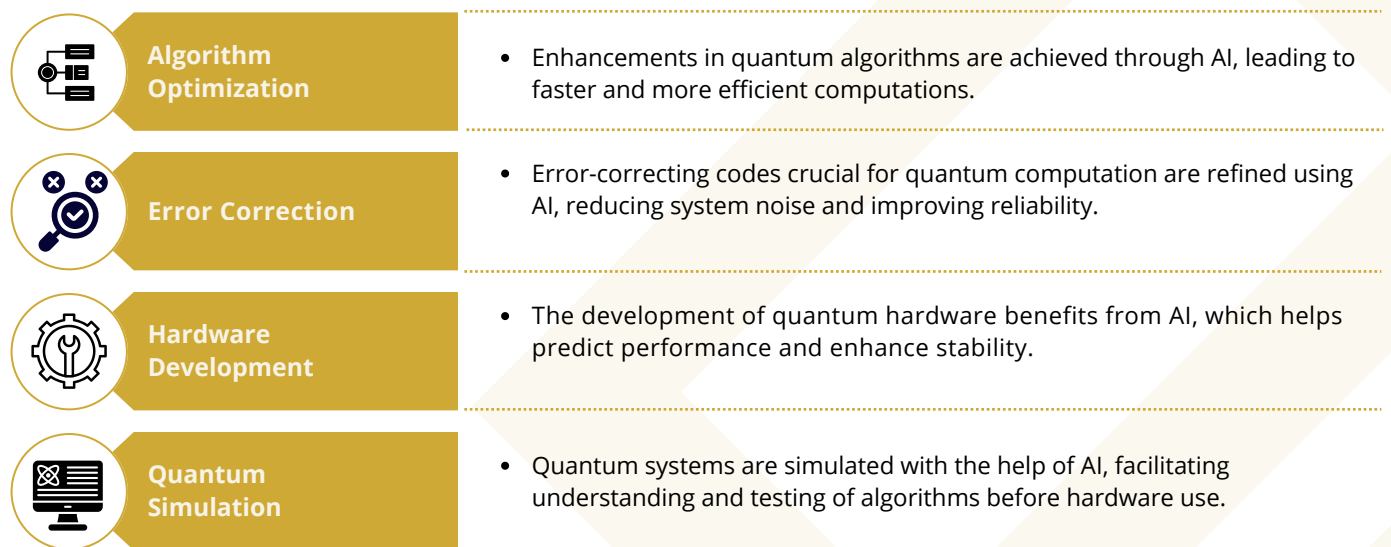 Algorithm
Optimization
• Enhancements in quantum algorithms are achieved through AI, leading to
faster and more efficient computations.
Error Correction
• Error-correcting codes crucial for quantum computation are refined using
AI, reducing system noise and improving reliability.
Hardware
Development
• The development of quantum hardware benefits from AI, which helps
predict performance and enhance stability.
Quantum
Simulation
• Quantum systems are simulated with the help of AI, facilitating
understanding and testing of algorithms before hardware use.